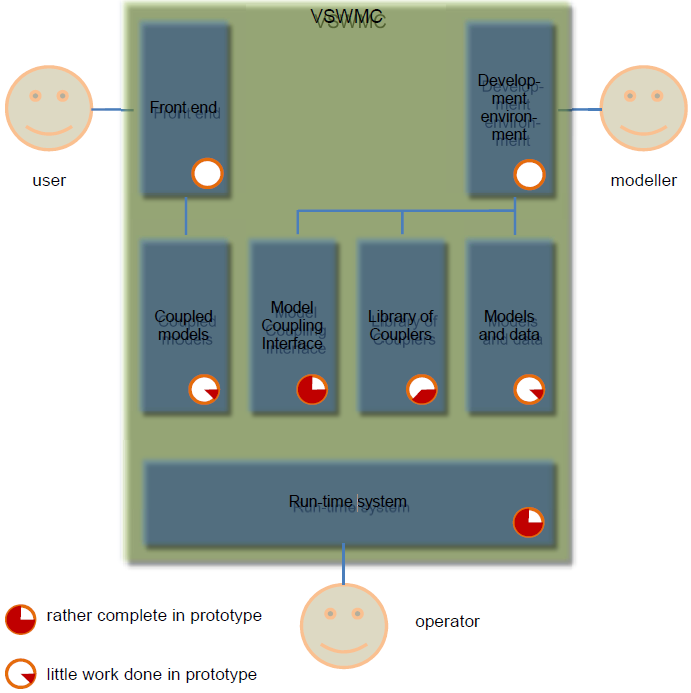 VSWMC
Front end
Develop-
ment
environ-
ment
user
modeller
Coupled
models
Model
Coupling
Interface
Library of
Couplers
Models
and data
Run-time system
operator
rather complete in prototype
little work done in prototype